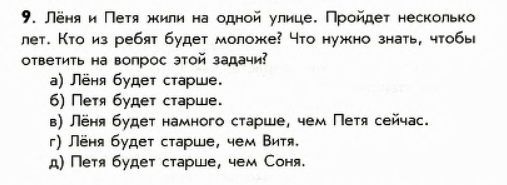 9. Лёня и Петя жили на одной улице. Пройдет несколько
лет. Кто из ребят будет моложе? Что нужно знать, чтобы
ответить на вопрос этой задачи?
а) Лёня будет старше.
б) Петя будет старше.
в) Лёня будет намного старше, чем Петя сейчас.
г) Лёня будет старше, чем Витя.
д) Петя будет старше, чем Соня.